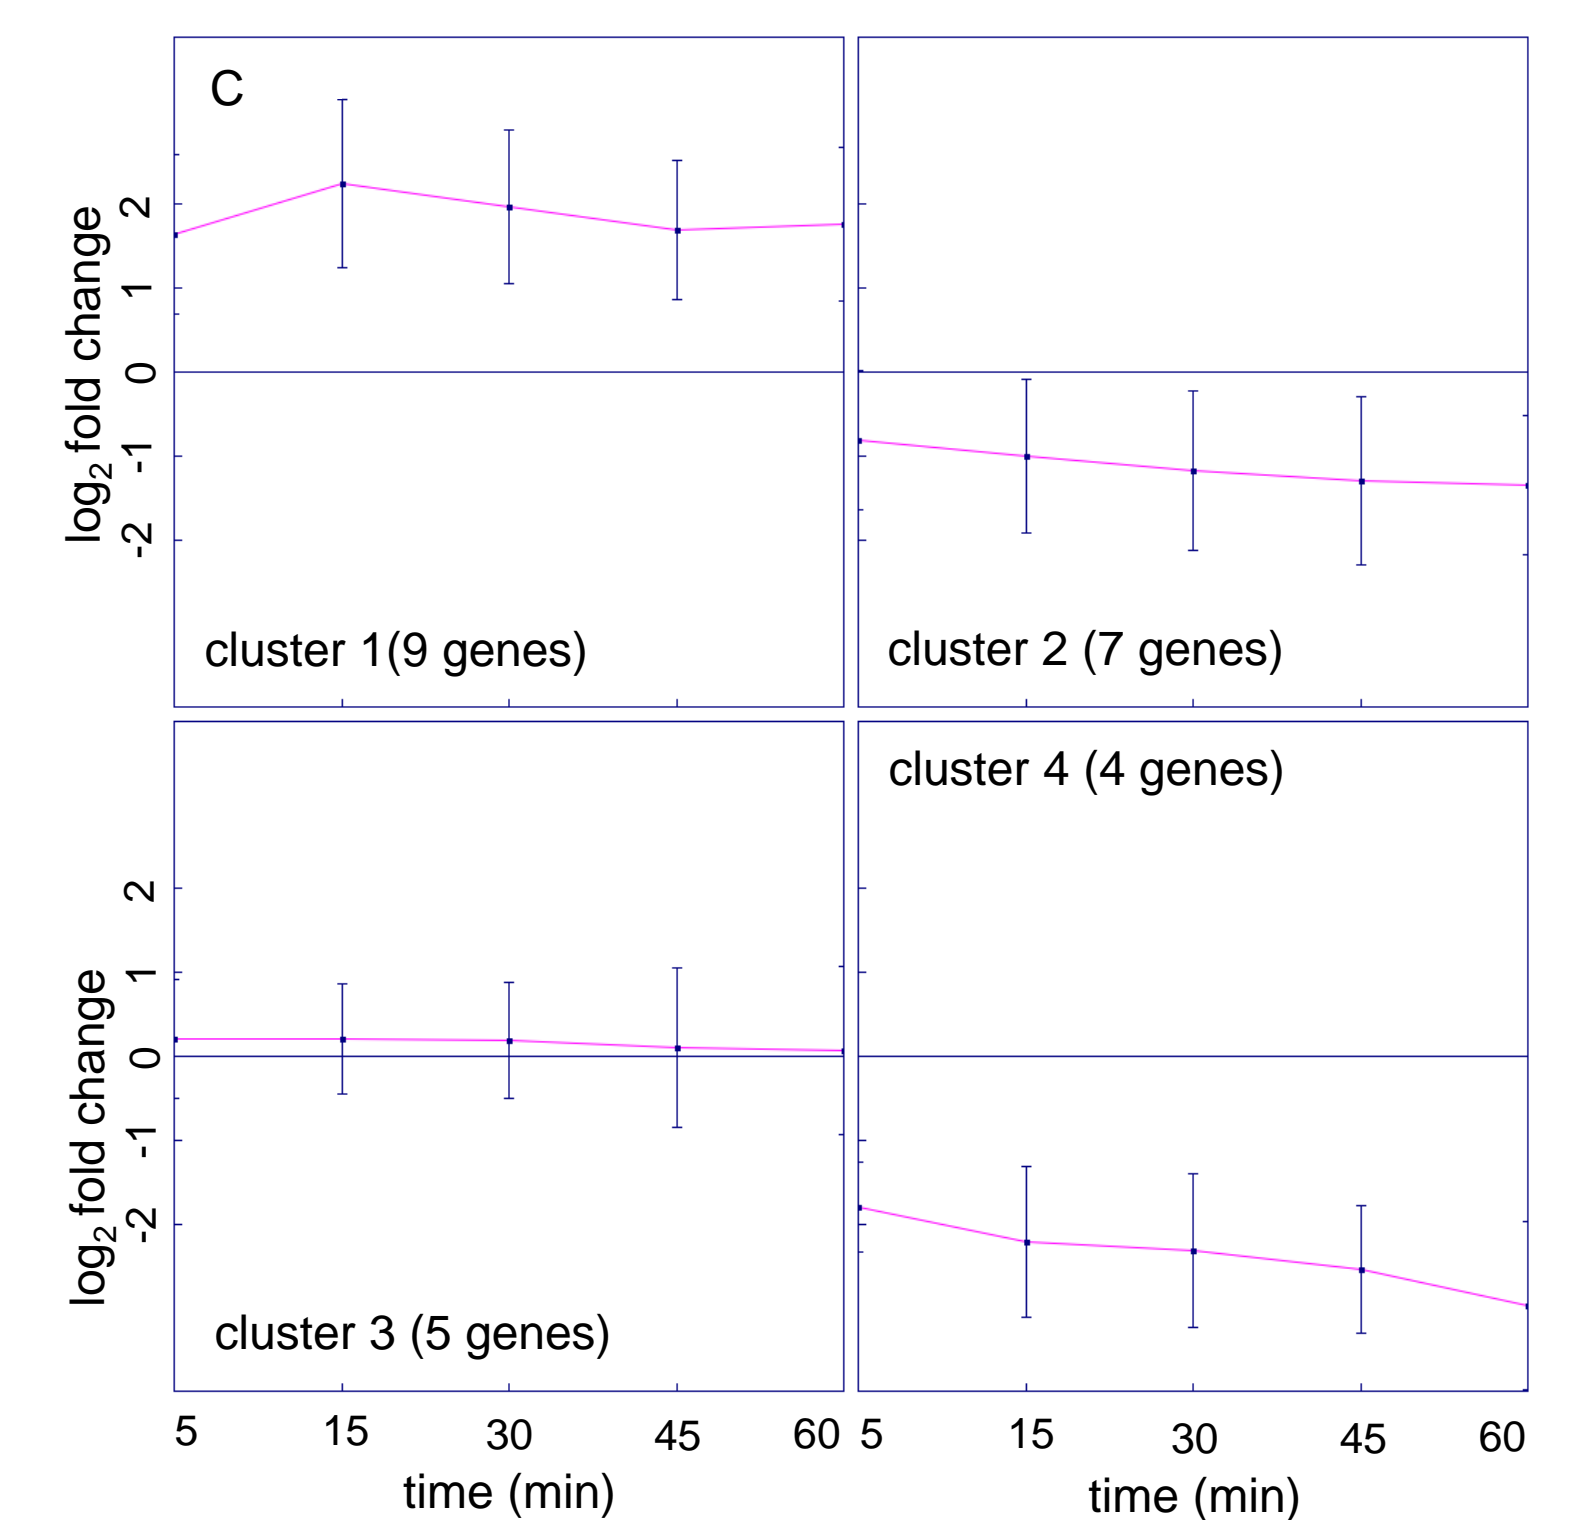 C
log2 fold change
2
1
0
-1
-2
cluster 1(9 genes)
cluster 2 (7 genes)
log2 fold change
2
1
0
-1
-2
cluster 3 (5 genes)
cluster 4 (4 genes)
5 15 30 45 60 5 15 30 45 60
time (min) time (min)